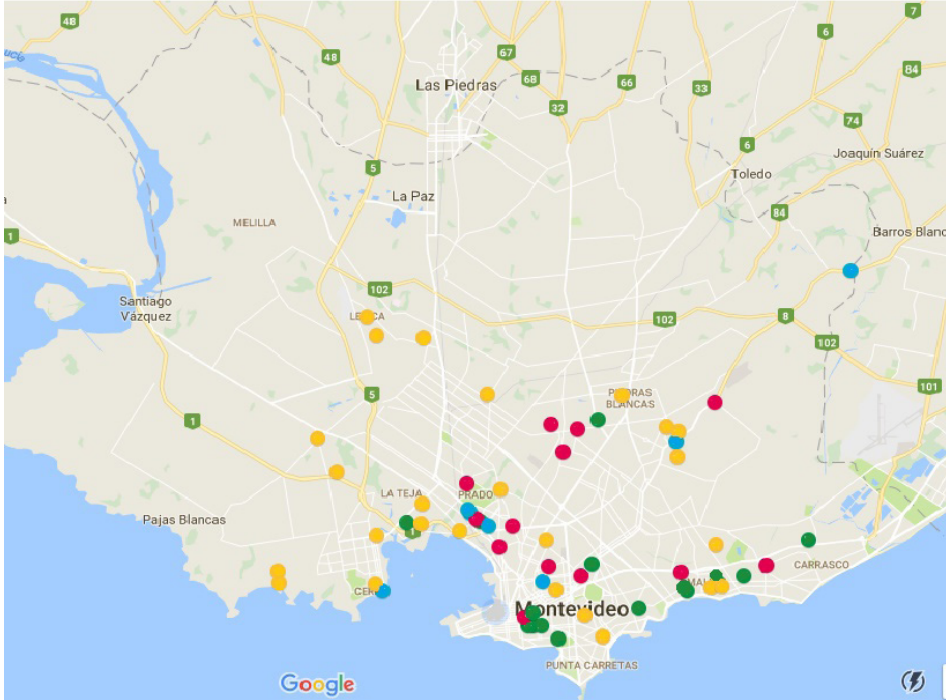 7
48
6
48
67
84
68
66
Las Piedras
33
32
74
6
Joaquín Suárez
5
Toledo
La Paz
84
MELILLA
1
Barros Blanc
102
Santiago
Vázquez
8
102
102
PIEDRAS
BLANCAS
101
5
1
LA TEJA
PRADO
Pajas Blancas
1
CARRASCO
Montevideo
PUNTA CARRETAS
Google